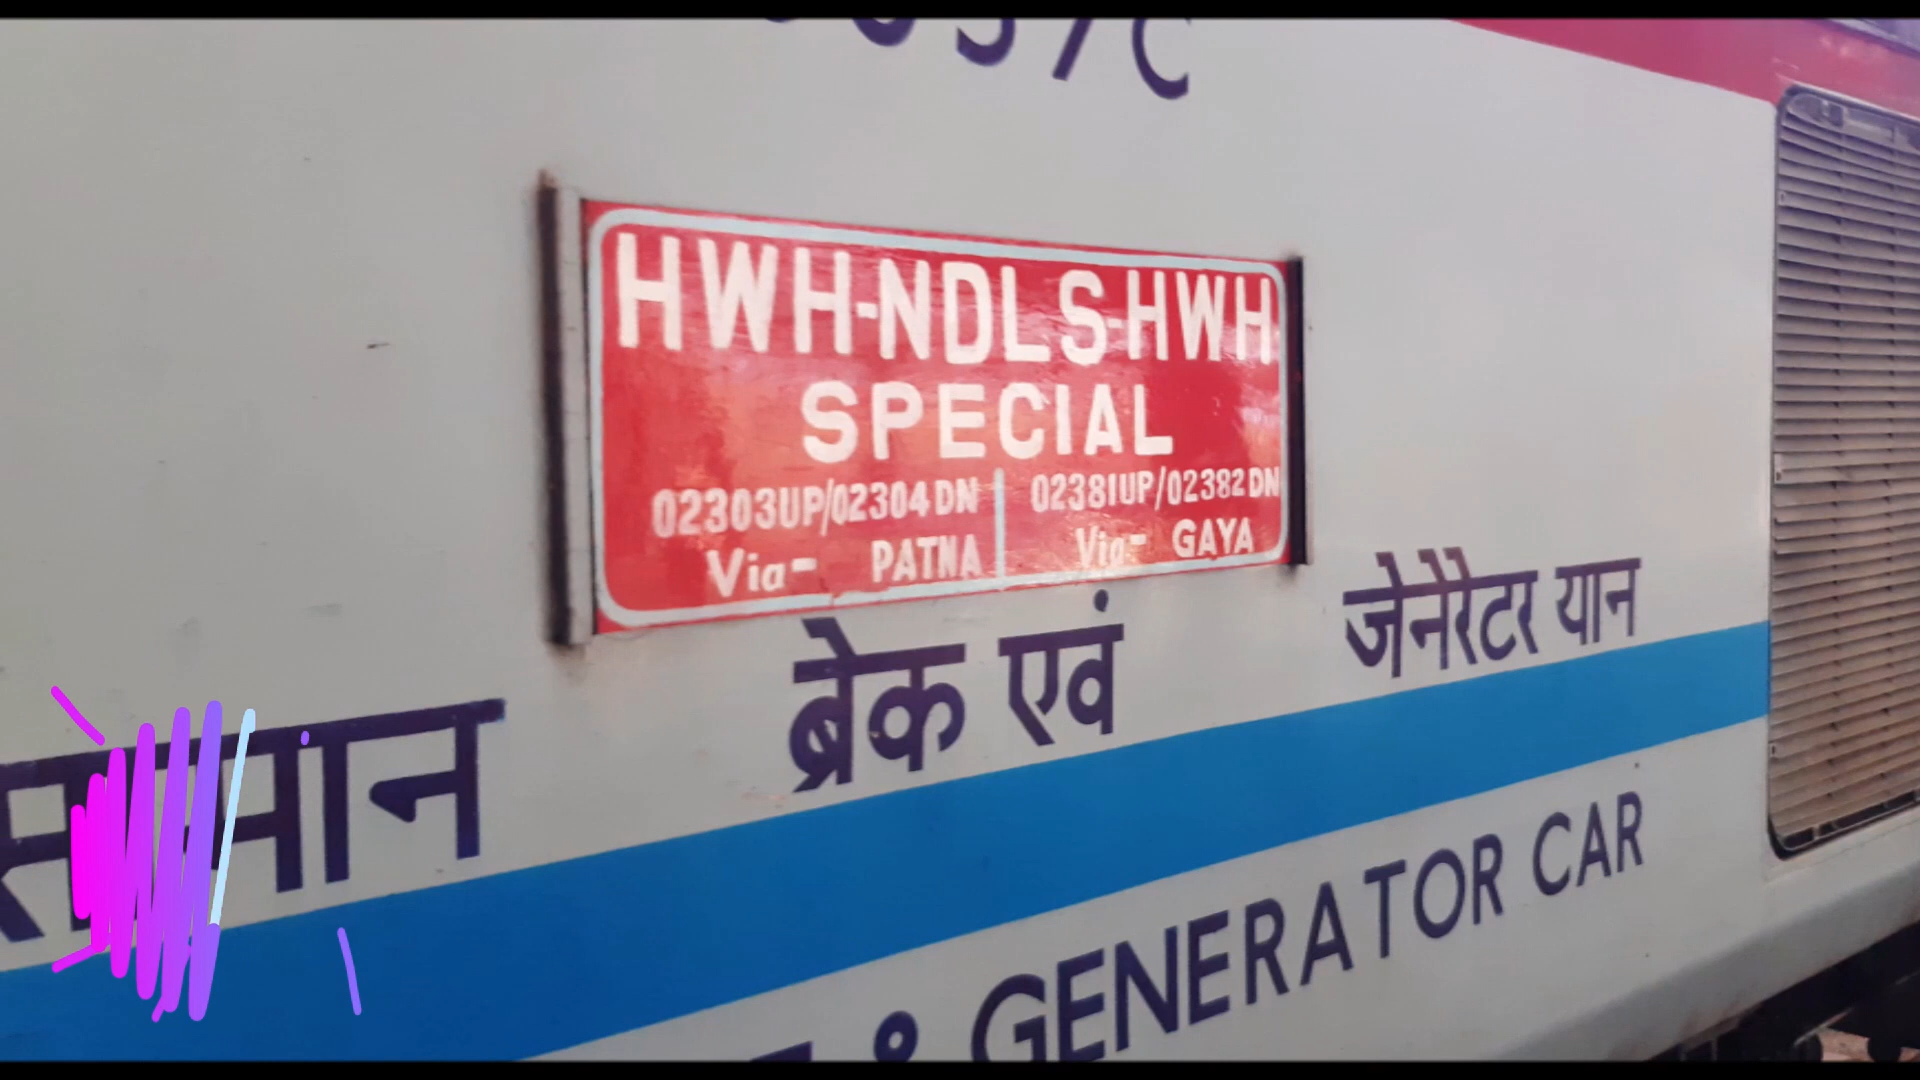 HWH-NDLS-HWH
SPECIAL
02303UP/02304DN 02381UP/02382DN
Via- PATNA Via- GAYA
ब्रेक एवं जेनैरैटर यान
& GENERATOR CAR